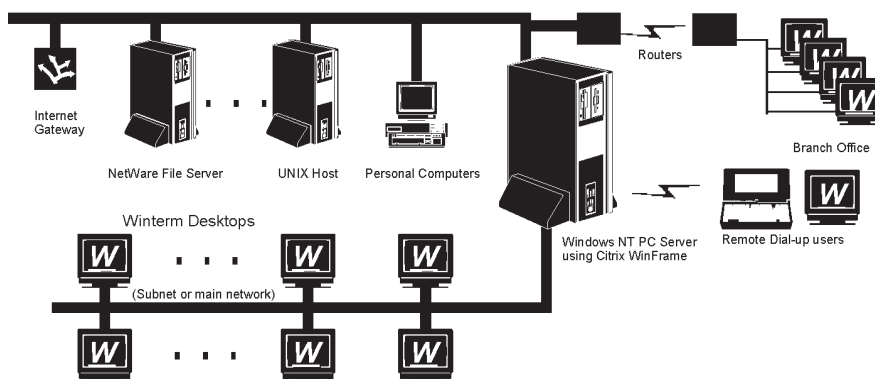 Routers
Internet
Gateway
Branch Office
NetWare File Server
UNIX Host
Personal Computers
W
W
W
W
Winterm Desktops
Windows NT PC Server
using Citrix WinFrame
W
Remote Dial-up users
W
W
W
(Subnet or main network)
W
W
W